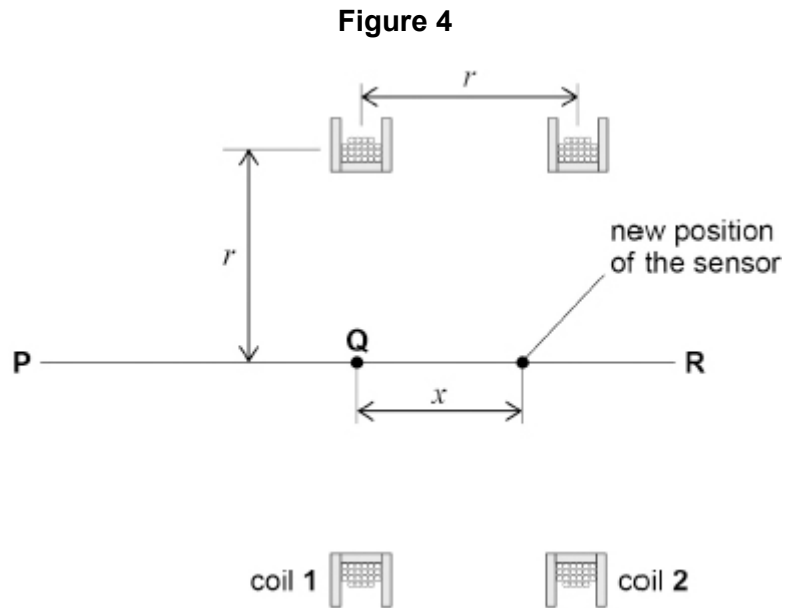 Figure 4
r
r
new position
of the sensor
P
Q
R
x
coil 1
coil 2